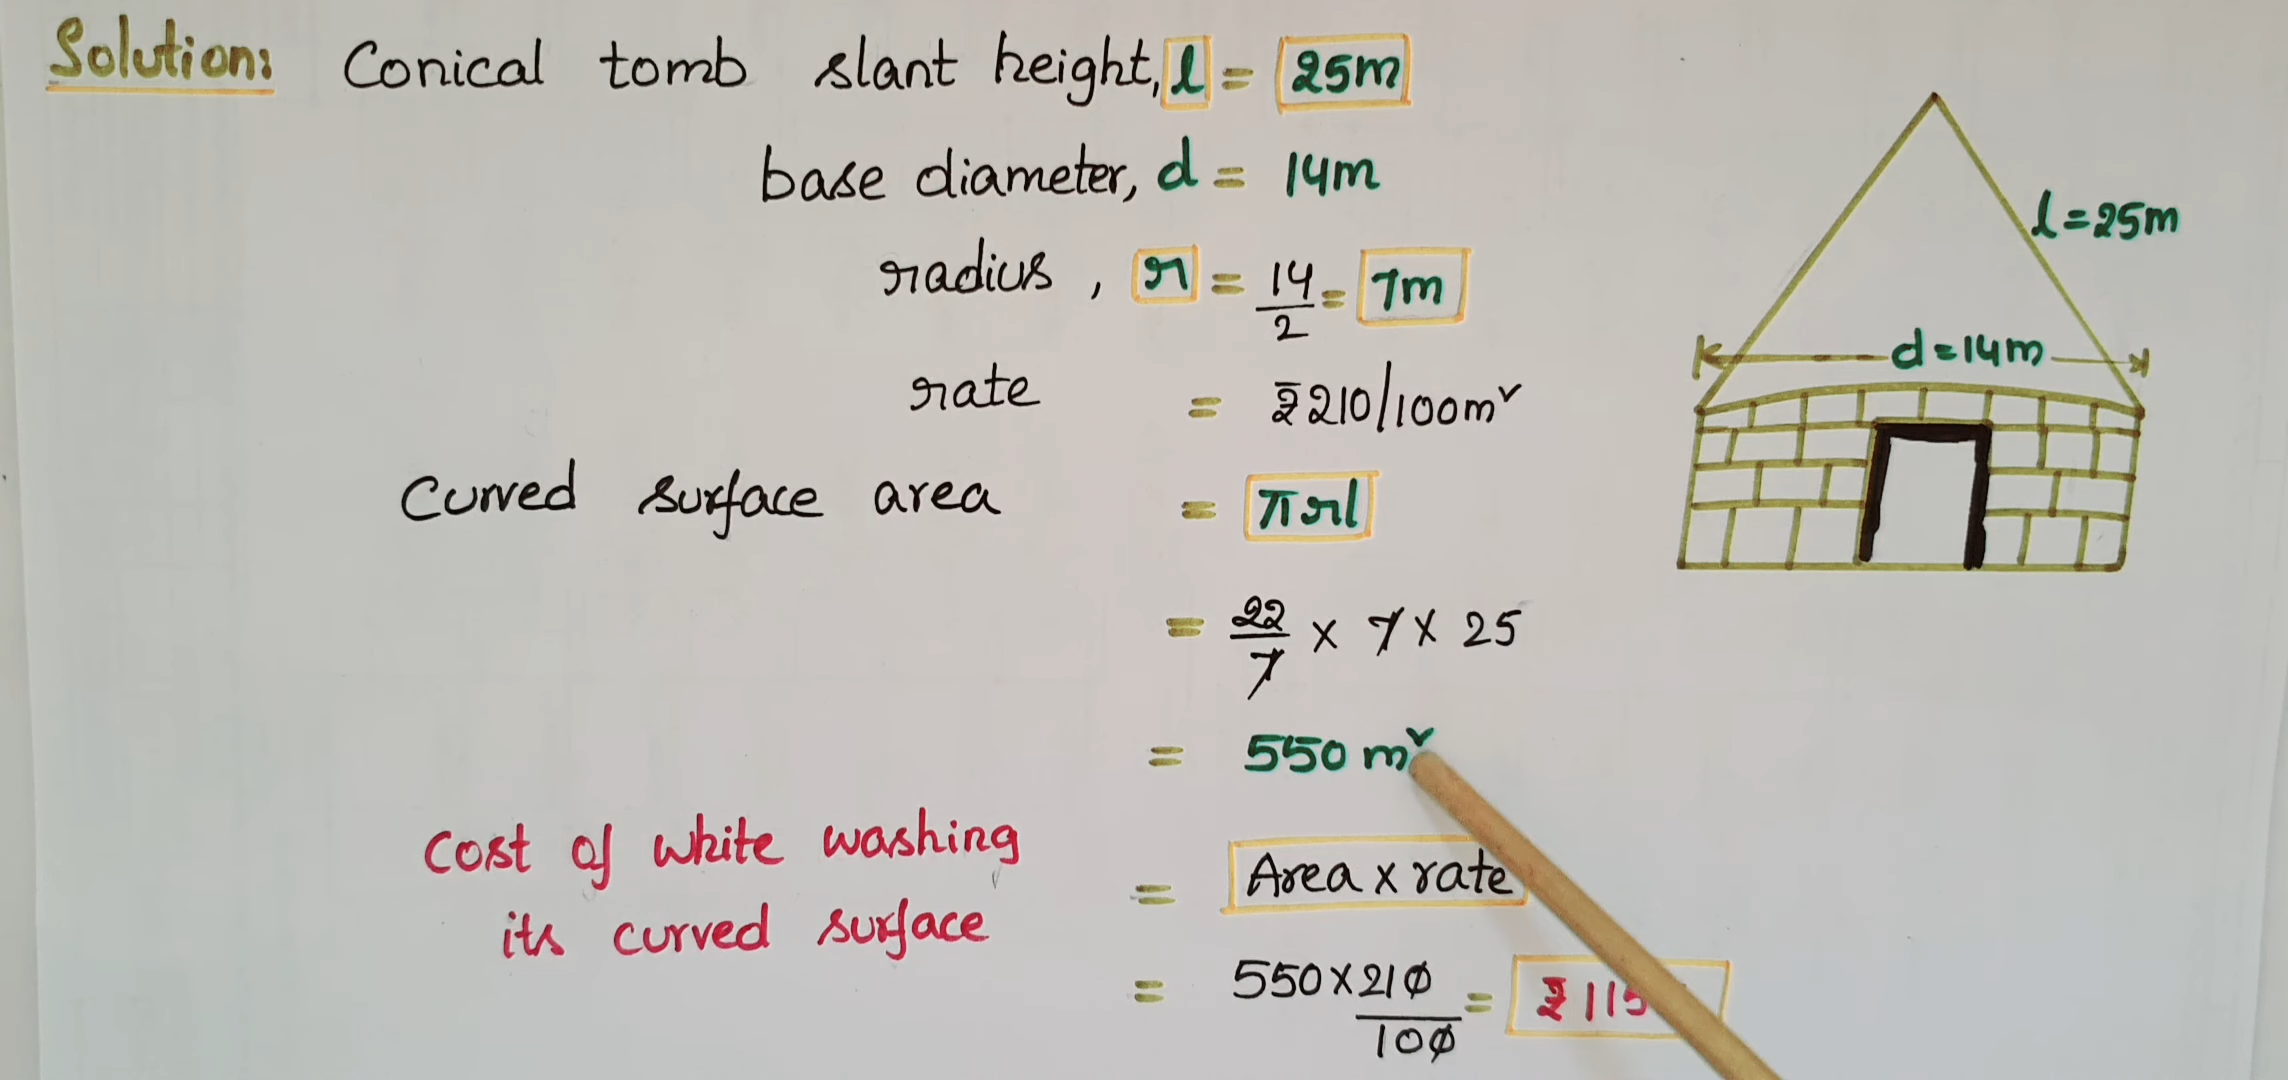 Solution: Conical tomb slant height, l = 25m
base diameter, d = 14m
radius, r = 14/2 = 7m
rate = ₹210/100m²
Curved surface area = πrl
= 22/7 × 7 × 25
= 550 m²
Cost of white washing
its curved surface = Area × rate
= 550 × 210/100 = ₹115
l = 25m
d = 14m